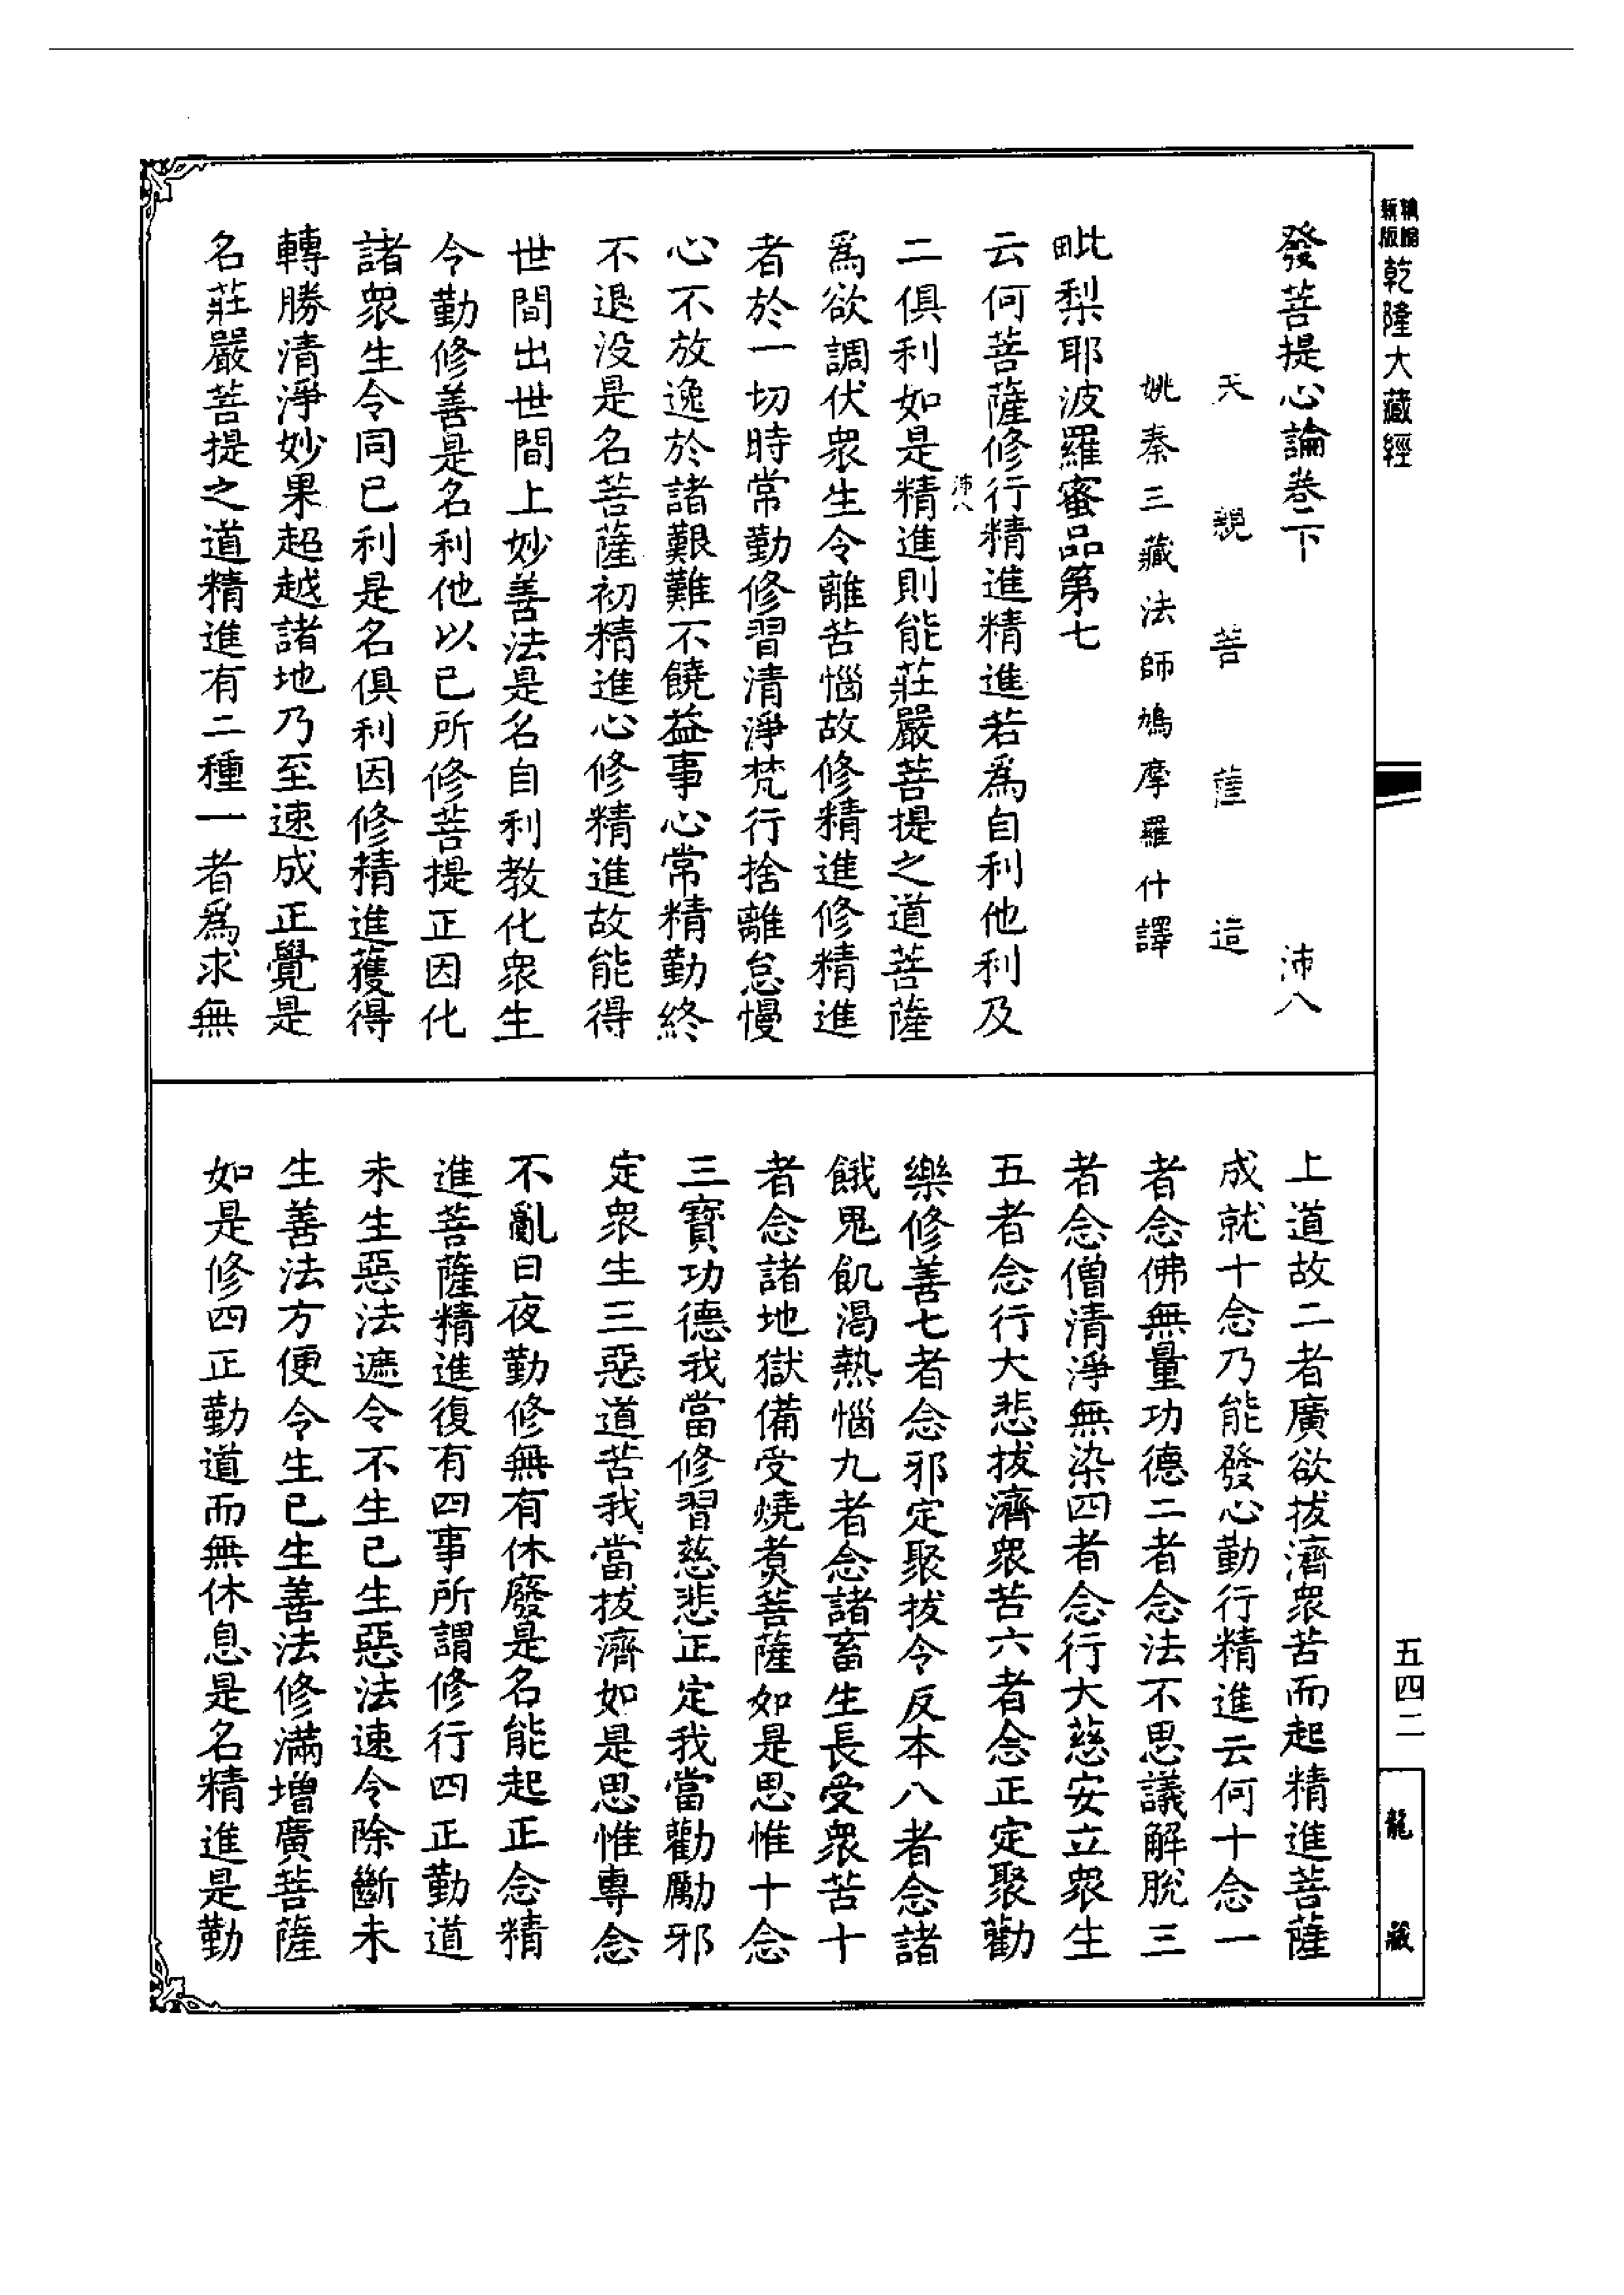 新版
乾隆大藏經
發菩提心論卷下 沛八
天親菩薩造
姚秦三藏法師鳩摩羅什譯
毗梨耶波羅蜜品第七
云何菩薩修行精進精進若爲自利他利及
沛八
二俱利如是精進則能莊嚴菩提之道菩薩
爲欲調伏衆生令離苦惱故修精進修精進
者於一切時常勤修習清淨梵行捨離怠慢
心不放逸於諸艱難不饒益事心常精勤終
不退没是名菩薩初精進心修精進故能得
世間出世間上妙善法是名自利教化衆生
令勤修善是名利他以已所修菩提正因化
諸衆生令同已利是名俱利因修精進獲得
轉勝清淨妙果超越諸地乃至速成正覺是
名莊嚴菩提之道精進有二種一者爲求無
上道故二者廣欲拔濟衆苦而起精進菩薩
成就十念乃能發心勤行精進云何十念一
者念佛無量功德二者念法不思議解脫三
者念僧清淨無染四者念行大慈安立衆生
五者念行大悲拔濟衆苦六者念正定聚勸
樂修善七者念邪定聚拔令反本八者念諸
餓鬼飢渴熱惱九者念諸畜生長受衆苦十
者念諸地獄備受燒煑菩薩如是思惟十念
三寶功德我當修習慈悲正定我當勸勵邪
定衆生三惡道苦我當拔濟如是思惟專念
不亂日夜勤修無有休廢是名能起正念精
進菩薩精進復有四事所謂修行四正勤道
未生惡法遮令不生已生惡法速令除斷未
生善法方便令生已生善法修滿增廣菩薩
如是修四正勤道而無休息是名精進是勤
五四二
龍藏